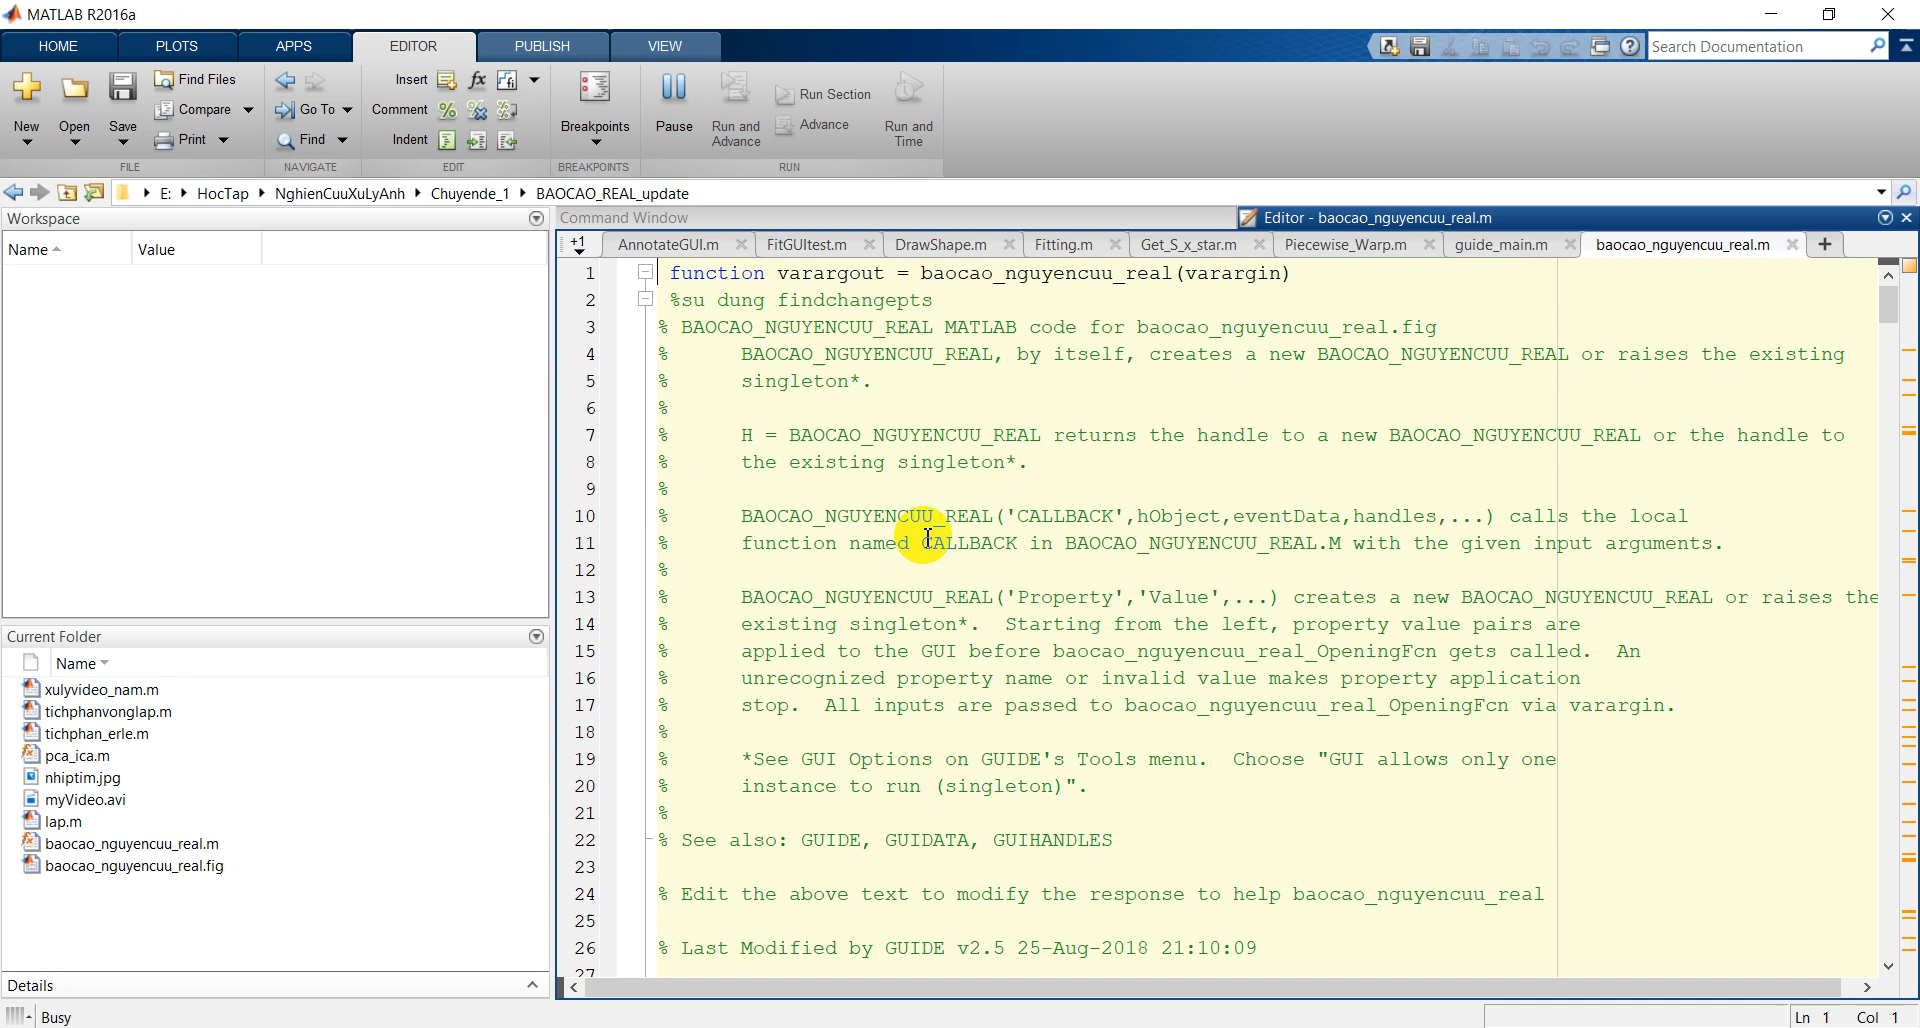 MATLAB R2016a
HOME PLOTS APPS EDITOR PUBLISH VIEW
Search Documentation
New Open Save
Find Files
Compare
Print
FILE
Go To
Find
NAVIGATE
Insert
Comment
Indent
EDIT
Breakpoints
BREAKPOINTS
Pause
Run and Advance
Run Section
Advance
Run and Time
RUN
E: HocTap NghienCuuXuLyAnh Chuyende_1 BAOCAO_REAL_update
Workspace
Name Value
Current Folder
Name
xulyvideo_nam.m
tichphanvonglap.m
tichphan_erle.m
pca_ica.m
nhiptim.jpg
myVideo.avi
lap.m
baocao_nguyencuu_real.m
baocao_nguyencuu_real.fig
Details
Command Window
Editor - baocao_nguyencuu_real.m
+1 AnnotateGUI.m FitGUItest.m DrawShape.m Fitting.m Get_S_x_star.m Piecewise_Warp.m guide_main.m baocao_nguyencuu_real.m +
1 function varargout = baocao_nguyencuu_real(varargin)
2 %su dung findchangepts
3 % BAOCAO_NGUYENCUU_REAL MATLAB code for baocao_nguyencuu_real.fig
4 % BAOCAO_NGUYENCUU_REAL, by itself, creates a new BAOCAO_NGUYENCUU_REAL or raises the existing
5 % singleton*.
6 %
7 % H = BAOCAO_NGUYENCUU_REAL returns the handle to a new BAOCAO_NGUYENCUU_REAL or the handle to
8 % the existing singleton*.
9 %
10 % BAOCAO_NGUYENCUU_REAL('CALLBACK',hObject,eventData,handles,...) calls the local
11 % function named CALLBACK in BAOCAO_NGUYENCUU_REAL.M with the given input arguments.
12 %
13 % BAOCAO_NGUYENCUU_REAL('Property','Value',...) creates a new BAOCAO_NGUYENCUU_REAL or raises the
14 % existing singleton*. Starting from the left, property value pairs are
15 % applied to the GUI before baocao_nguyencuu_real_OpeningFcn gets called. An
16 % unrecognized property name or invalid value makes property application
17 % stop. All inputs are passed to baocao_nguyencuu_real_OpeningFcn via varargin.
18 %
19 % *See GUI Options on GUIDE's Tools menu. Choose "GUI allows only one
20 % instance to run (singleton)".
21 %
22 % See also: GUIDE, GUIDATA, GUIHANDLES
23
24 % Edit the above text to modify the response to help baocao_nguyencuu_real
25
26 % Last Modified by GUIDE v2.5 25-Aug-2018 21:10:09
27
Busy
Ln 1 Col 1